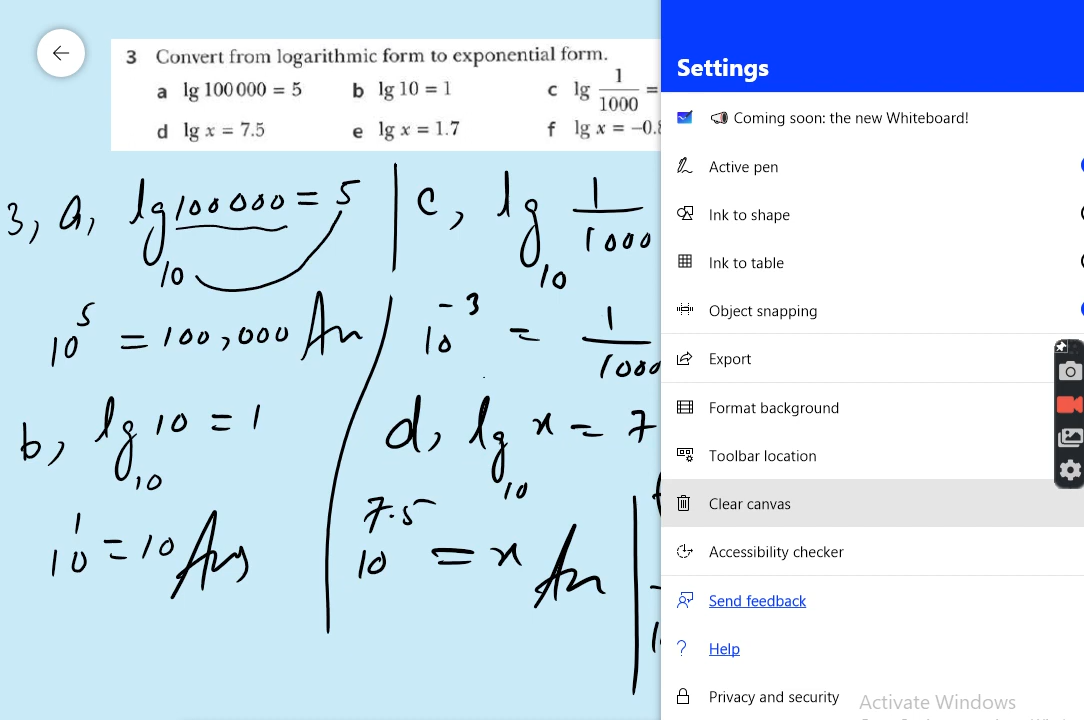 3 Convert from logarithmic form to exponential form.
a lg 100 000 = 5 b lg 10 = 1 c lg 1/1000 =
d lg x = 7.5 e lg x = 1.7 f lg x = −0.8
3, a, lg₁₀ 100000 = 5
c, lg₁₀ 1/1000
10⁵ = 100,000 An
10⁻³ = 1/1000
b, lg₁₀ 10 = 1
d, lg₁₀ x = 7
10¹ = 10 Ans
10^7.5 = x An
Settings
Coming soon: the new Whiteboard!
Active pen
Ink to shape
Ink to table
Object snapping
Export
Format background
Toolbar location
Clear canvas
Accessibility checker
Send feedback
Help
Privacy and security
Activate Windows